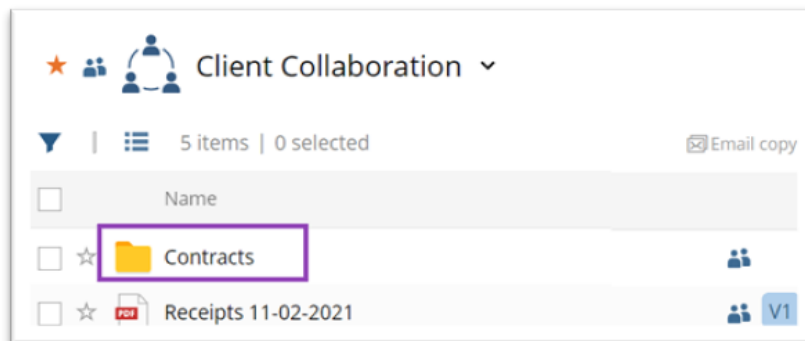 Client Collaboration
5 items | 0 selected
Email copy
Name
Contracts
PDF
Receipts 11-02-2021
V1